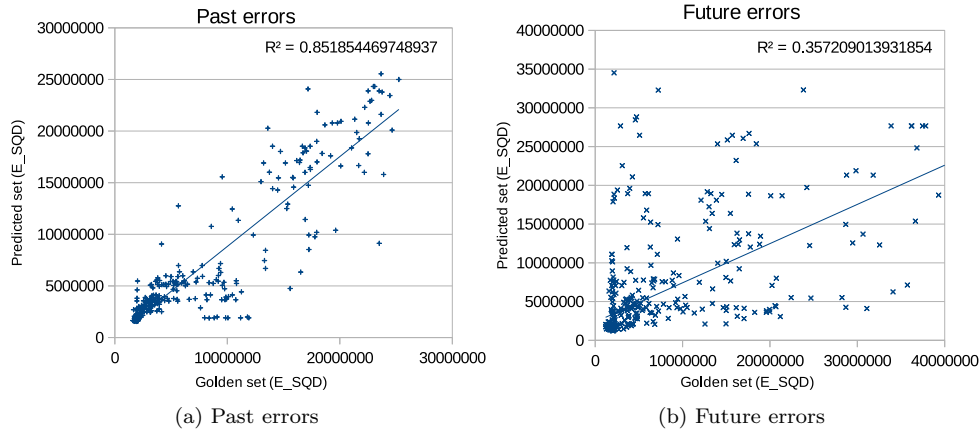 Past errors
R² = 0.851854469748937
30000000
25000000
20000000
15000000
10000000
5000000
0
Predicted set (E_SQD)
0 10000000 20000000 30000000
Golden set (E_SQD)
(a) Past errors
Future errors
R² = 0.357209013931854
40000000
35000000
30000000
25000000
20000000
15000000
10000000
5000000
0
Predicted set (E_SQD)
0 10000000 20000000 30000000 40000000
Golden set (E_SQD)
(b) Future errors